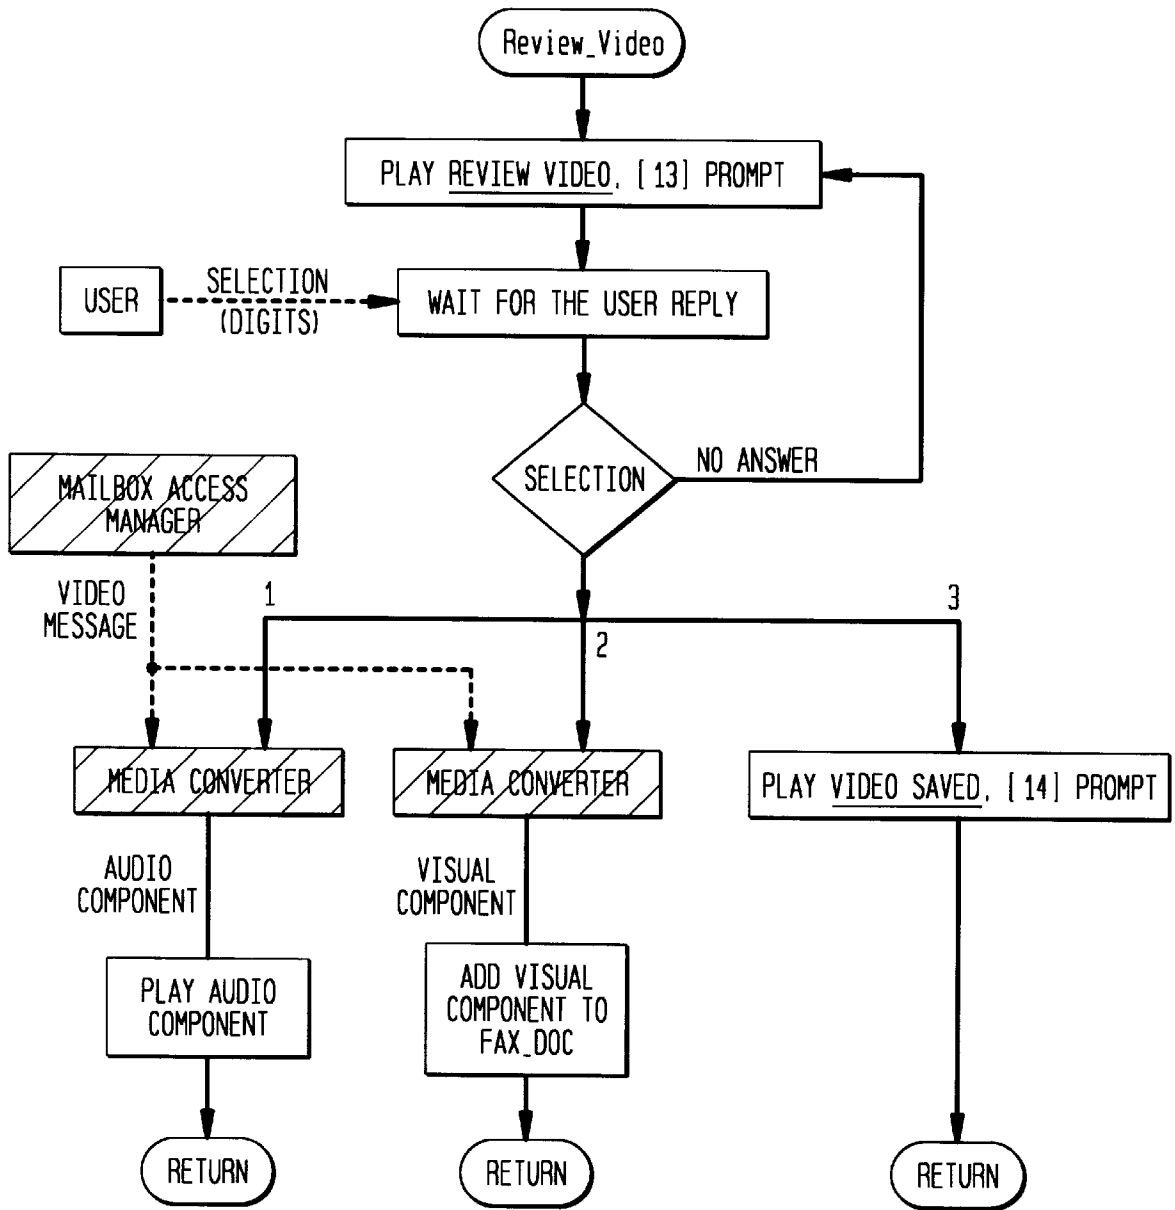 Review_Video
PLAY REVIEW VIDEO, [13] PROMPT
USER
SELECTION
(DIGITS)
WAIT FOR THE USER REPLY
SELECTION
NO ANSWER
MAILBOX ACCESS
MANAGER
VIDEO
MESSAGE
1
2
3
MEDIA CONVERTER
MEDIA CONVERTER
PLAY VIDEO SAVED, [14] PROMPT
AUDIO
COMPONENT
VISUAL
COMPONENT
PLAY AUDIO
COMPONENT
ADD VISUAL
COMPONENT TO
FAX_DOC
RETURN
RETURN
RETURN